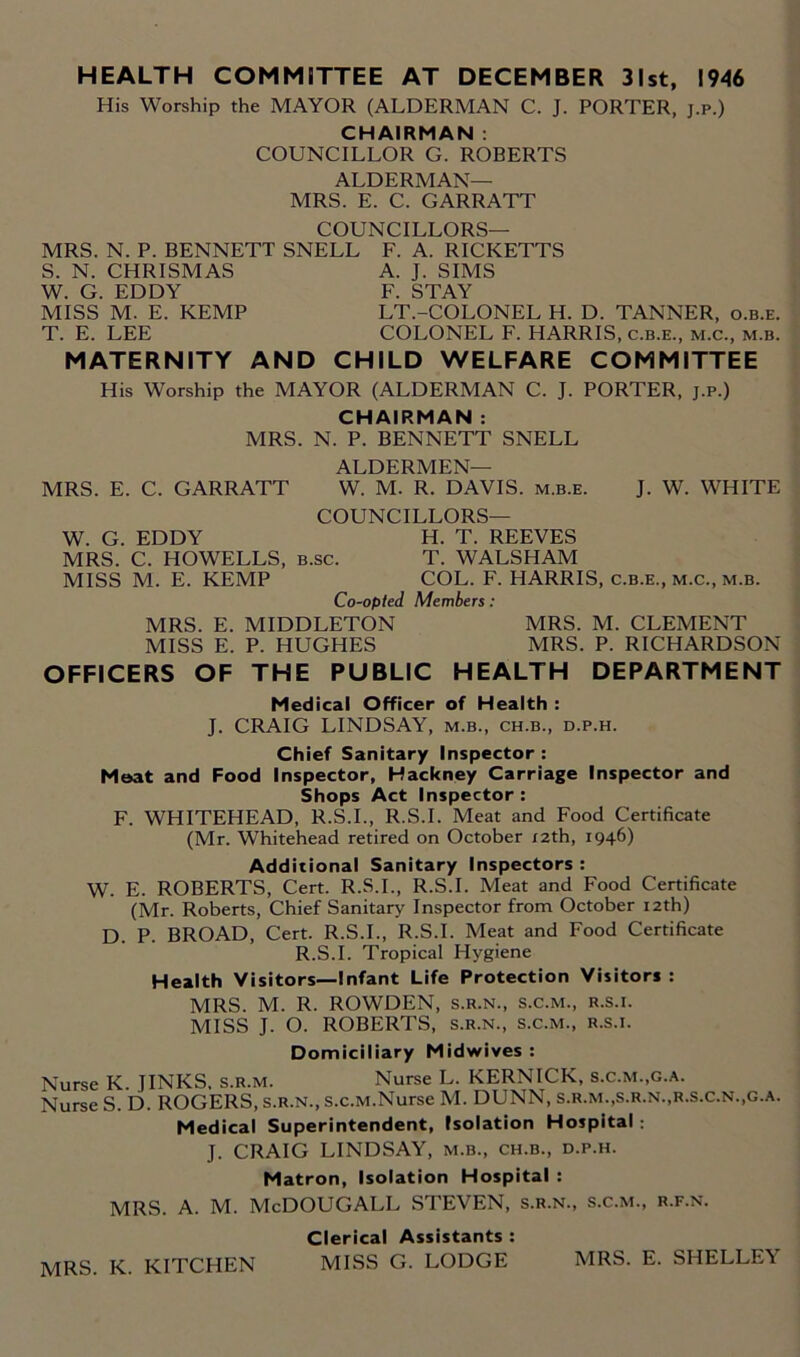 HEALTH COMMITTEE AT DECEMBER 31st, 1946
His Worship the MAYOR (ALDERMAN C. J. PORTER, J.P.)
CHAIRMAN :
COUNCILLOR G. ROBERTS
ALDERMAN—
MRS. E. C. GARRATT
COUNCILLORS—
MRS. N. P. BENNETT SNELL F. A. RICKETTS
S. N. CHRISMAS A. J. SIMS
W. G. EDDY F. STAY
MISS M. E. KEMP LT.-COLONEL H. D. TANNER, O.B.E.
T. E. LEE COLONEL F. HARRIS, C.B.E., M.C., M.B.
MATERNITY AND CHILD WELFARE COMMITTEE
His Worship the MAYOR (ALDERMAN C. J. PORTER, J.P.)
CHAIRMAN :
MRS. N. P. BENNETT SNELL
ALDERMEN—
MRS. E. C. GARRATT W. M. R. DAVIS. M.B.E. J. W. WHITE
COUNCILLORS—
W. G. EDDY H. T. REEVES
MRS. C. HOWELLS, B.SC. T. WALSHAM
MISS M. E. KEMP COL. F. HARRIS, C.B.E., M.C., M.B.
Co-opted Members :
MRS. E. MIDDLETON MRS. M. CLEMENT
MISS E. P. HUGHES MRS. P. RICHARDSON
OFFICERS OF THE PUBLIC HEALTH DEPARTMENT
Medical Officer of Health :
J. CRAIG LINDSAY, M.B., CH.B., D.P.H.
Chief Sanitary Inspector :
Meat and Food Inspector, Hackney Carriage Inspector and
Shops Act Inspector :
F. WHITEHEAD, R.S.I., R.S.I. Meat and Food Certificate
(Mr. Whitehead retired on October 12th, 1946)
Additional Sanitary Inspectors :
W. E. ROBERTS, Cert. R.S.I., R.S.I. Meat and Food Certificate
(Mr. Roberts, Chief Sanitary Inspector from October 12th)
D. P. BROAD, Cert. R.S.I., R.S.I. Meat and Food Certificate
R.S.I. Tropical Hygiene
Health Visitors—Infant Life Protection Visitors :
MRS. M. R. ROWDEN, S.R.N., S.C.M., R.S.I.
MISS J. O. ROBERTS, S.R.N., S.C.M., R.S.I.
Domiciliary Midwives :
Nurse K. JINKS. S.R.M. Nurse L. KERNICK, S.C.M.,G.A.
Nurse S. D. ROGERS, S.R.N., S.C.M. Nurse M. DUNN, S.R.M.,S.R.N.,R.S.C.N.,G.A.
Medical Superintendent, Isolation Hospital :
J. CRAIG LINDSAY, M.B., CH.B., D.P.H.
Matron, Isolation Hospital :
MRS. A. M. McDOUGALL STEVEN, S.R.N., S.C.M., R.F.N.
Clerical Assistants :
MRS. K. KITCHEN MISS G. LODGE MRS. E. SHELLEY